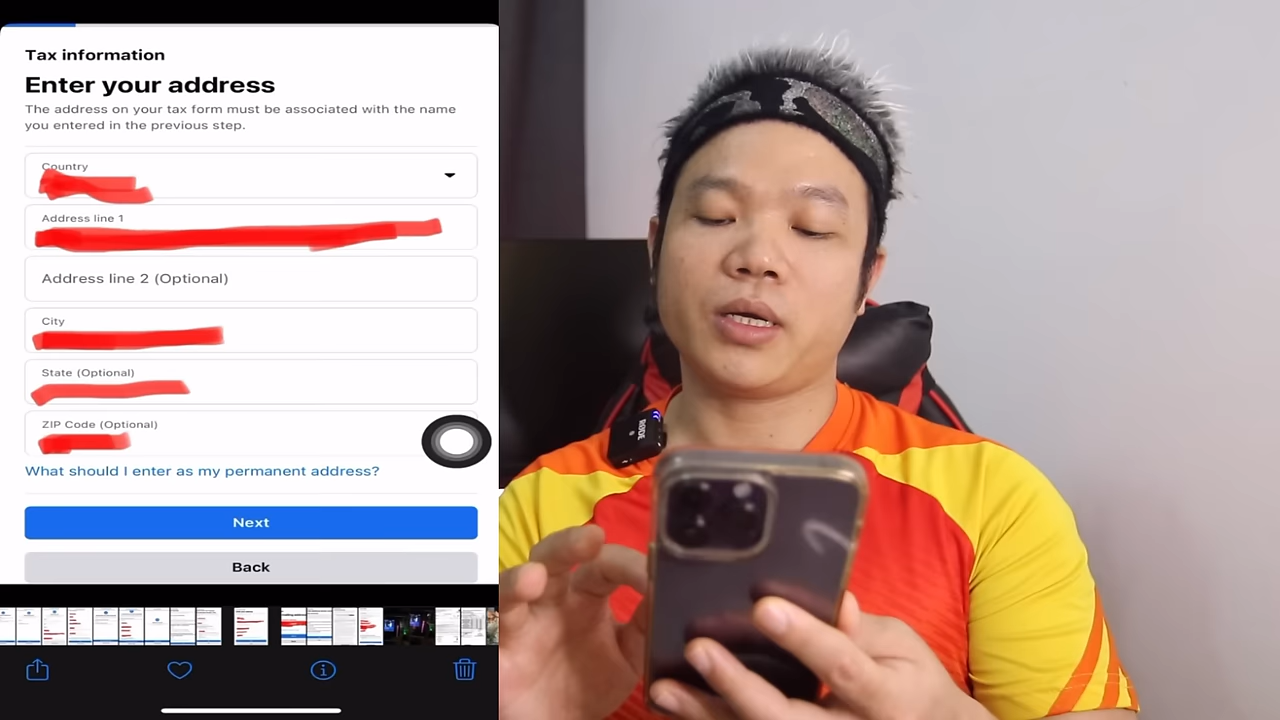 Tax information
Enter your address
The address on your tax form must be associated with the name
you entered in the previous step.
Country
Address line 1
Address line 2 (Optional)
City
State (Optional)
ZIP Code (Optional)
What should I enter as my permanent address?
Next
Back
RODE